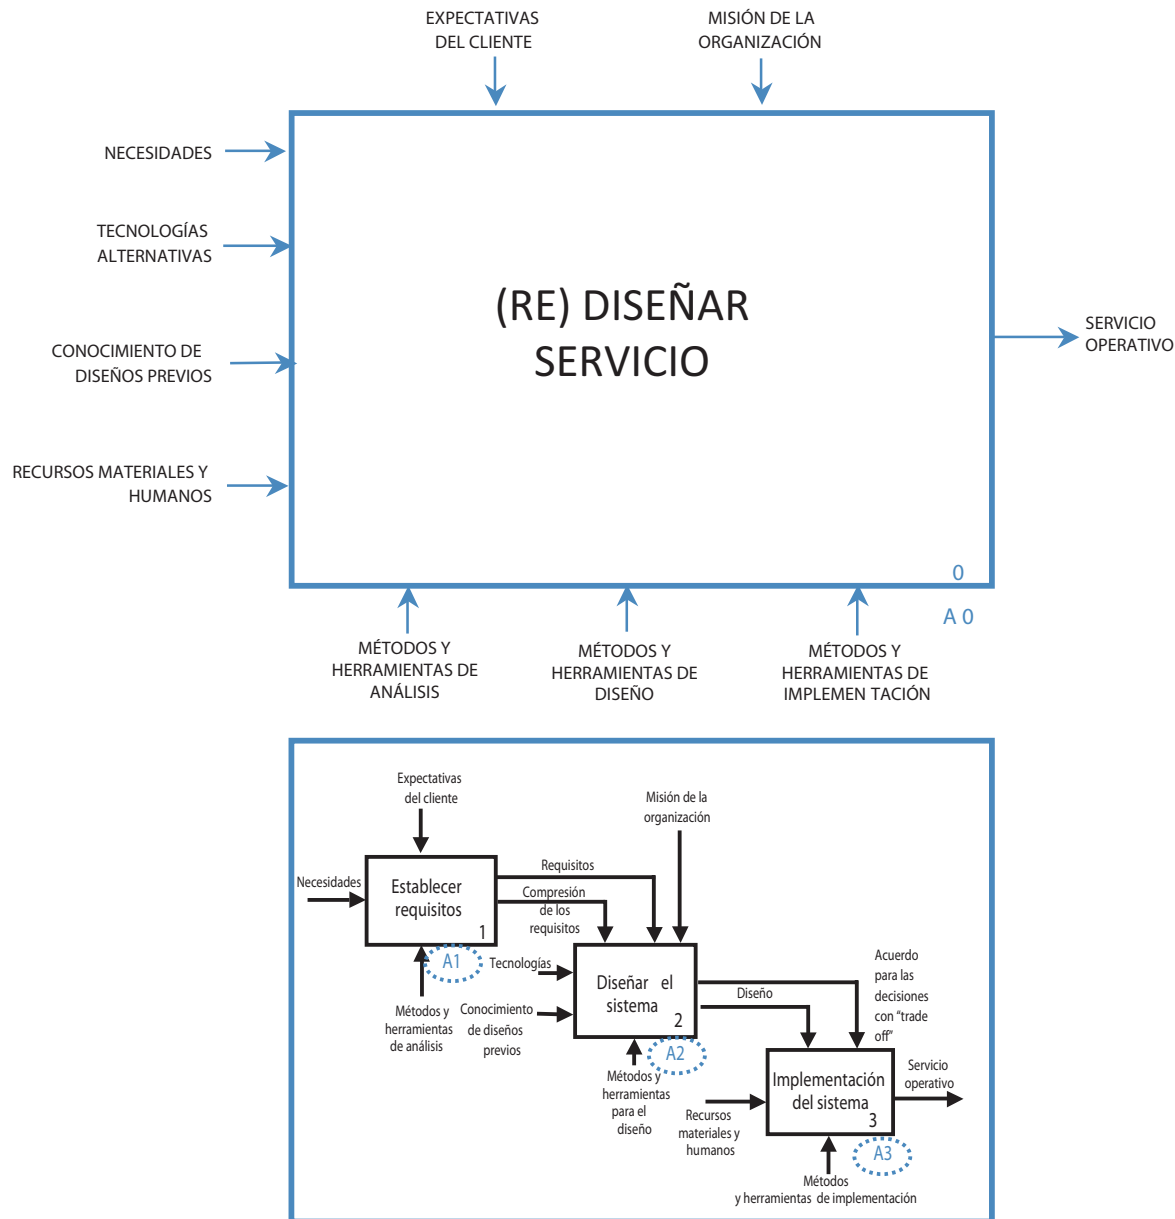 EXPECTATIVAS
DEL CLIENTE
MISIÓN DE LA
ORGANIZACIÓN
NECESIDADES
TECNOLOGÍAS
ALTERNATIVAS
CONOCIMIENTO DE
DISEÑOS PREVIOS
RECURSOS MATERIALES Y
HUMANOS
(RE) DISEÑAR
SERVICIO
SERVICIO
OPERATIVO
0
A 0
MÉTODOS Y
HERRAMIENTAS DE
ANÁLISIS
MÉTODOS Y
HERRAMIENTAS DE
DISEÑO
MÉTODOS Y
HERRAMIENTAS DE
IMPLEMEN TACIÓN
Expectativas
del cliente
Misión de la
organización
Necesidades
Establecer
requisitos
1
A1
Requisitos
Compresión
de los
requisitos
Métodos y
herramientas
de análisis
Tecnologías
Conocimiento
de diseños
previos
Diseñar el
sistema
2
A2
Diseño
Acuerdo
para las
decisiones
con “trade
off”
Métodos y
herramientas
para el
diseño
Recursos
materiales y
humanos
Implementación
del sistema
3
A3
Servicio
operativo
Métodos
y herramientas de implementación